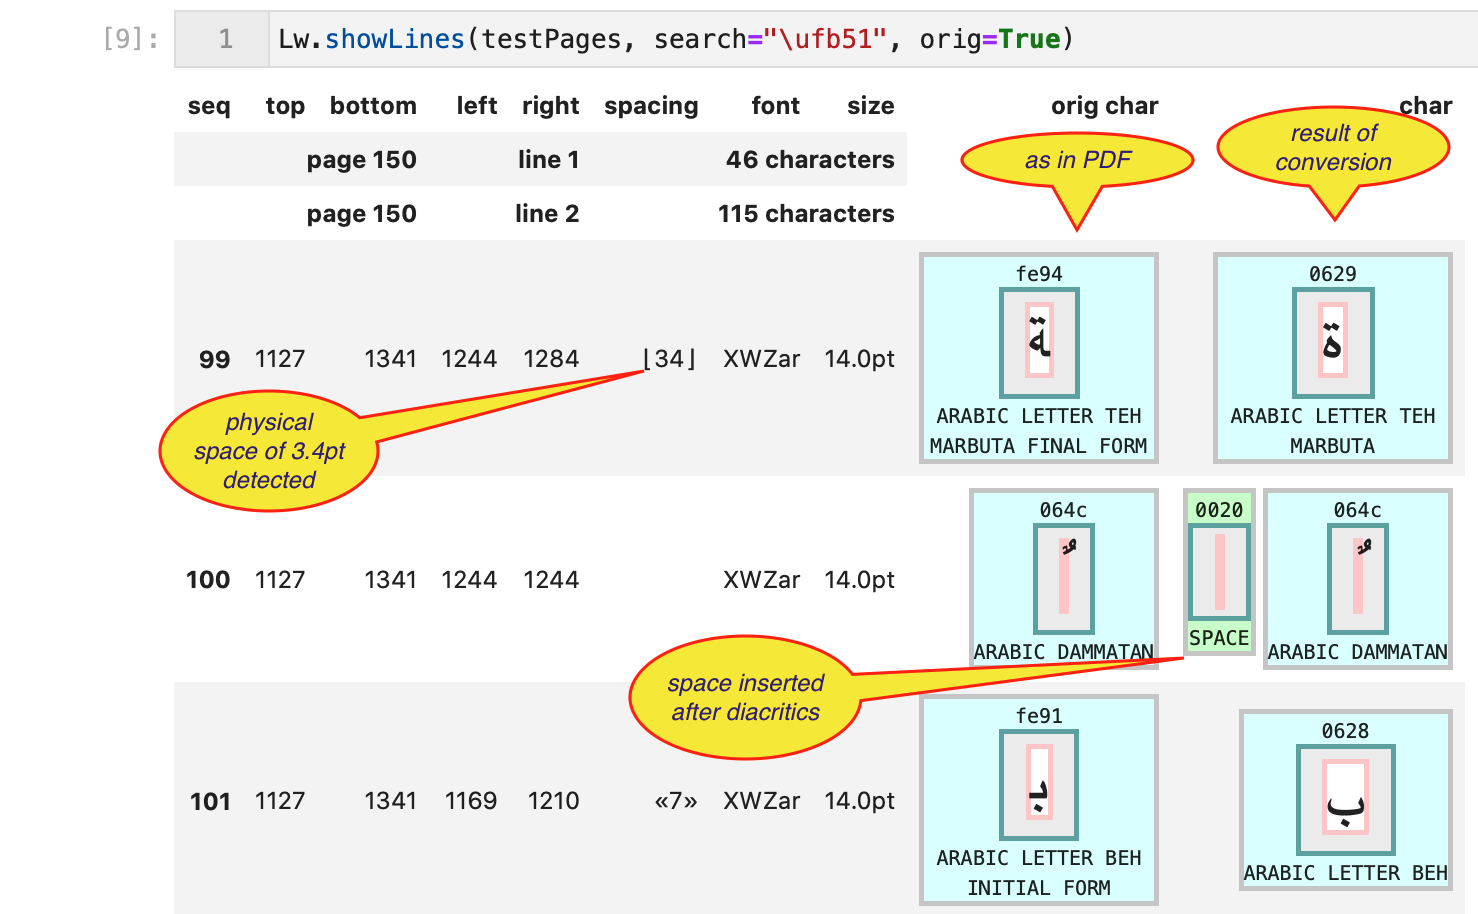 [9]: 1 Lw.showLines(testPages, search="\ufb51", orig=True)
seq top bottom left right spacing font size orig char char
as in PDF
result of
conversion
page 150 line 1 46 characters
page 150 line 2 115 characters
fe94 0629
ﺔ ة
99 1127 1341 1244 1284 ⌊34⌋ XWZar 14.0pt
ARABIC LETTER TEH
MARBUTA FINAL FORM
ARABIC LETTER TEH
MARBUTA
physical
space of 3.4pt
detected
064c 0020 064c
ٌ ٌ
100 1127 1341 1244 1244 XWZar 14.0pt
ARABIC DAMMATAN SPACE ARABIC DAMMATAN
space inserted
after diacritics
fe91 0628
ﺑ ب
101 1127 1341 1169 1210 «7» XWZar 14.0pt
ARABIC LETTER BEH
INITIAL FORM
ARABIC LETTER BEH